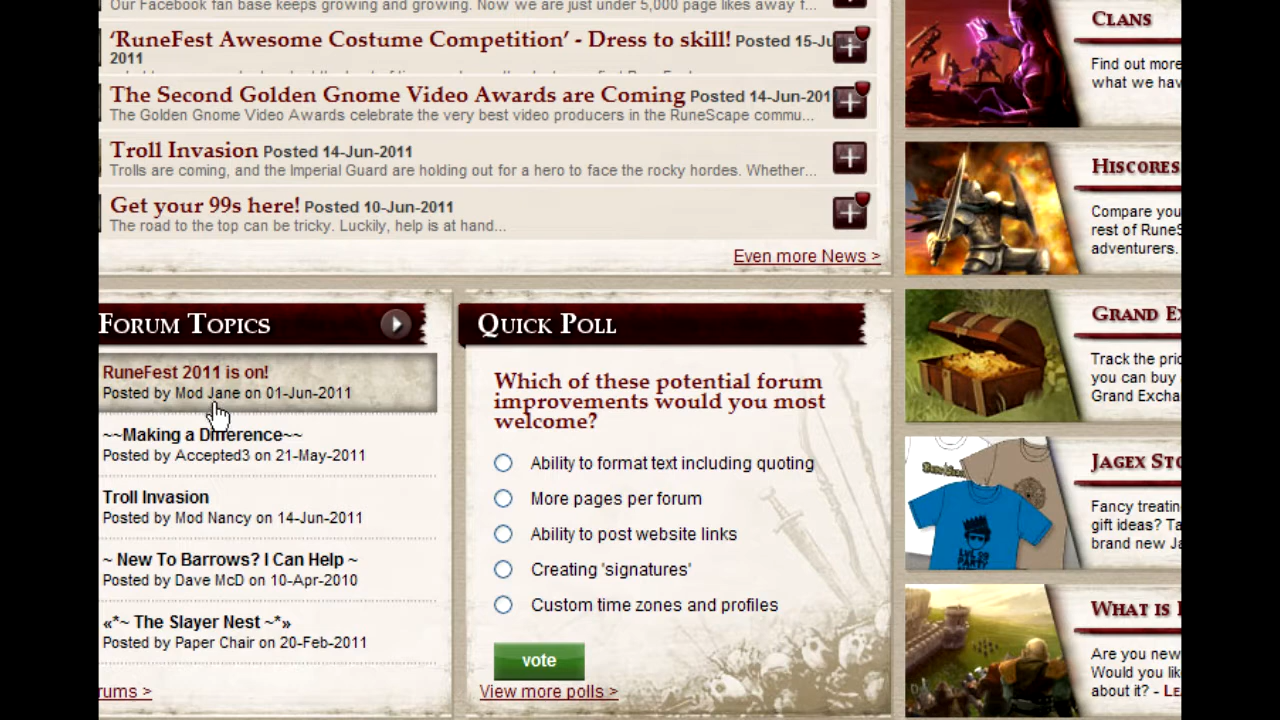 Our Facebook fan base keeps growing and growing. Now we are just under 5,000 page likes away f...
'RuneFest Awesome Costume Competition' - Dress to skill! Posted 15-Ju
2011
The Second Golden Gnome Video Awards are Coming Posted 14-Jun-201
The Golden Gnome Video Awards celebrate the very best video producers in the RuneScape commu...
Troll Invasion Posted 14-Jun-2011
Trolls are coming, and the Imperial Guard are holding out for a hero to face the rocky hordes. Whether...
Get your 99s here! Posted 10-Jun-2011
The road to the top can be tricky. Luckily, help is at hand...
Even more News >
Forum Topics
RuneFest 2011 is on!
Posted by Mod Jane on 01-Jun-2011
~~Making a Difference~~
Posted by Accepted3 on 21-May-2011
Troll Invasion
Posted by Mod Nancy on 14-Jun-2011
~ New To Barrows? I Can Help ~
Posted by Dave McD on 10-Apr-2010
«*~ The Slayer Nest ~*»
Posted by Paper Chair on 20-Feb-2011
rums >
Quick Poll
Which of these potential forum
improvements would you most
welcome?
Ability to format text including quoting
More pages per forum
Ability to post website links
Creating 'signatures'
Custom time zones and profiles
vote
View more polls >
Clans
Find out more
what we hav
Hiscores
Compare you
rest of RuneS
adventurers.
Grand Ex
Track the pric
you can buy
Grand Excha
Jagex Sto
Fancy treatin
gift ideas? Ta
brand new Ja
What is
Are you new
Would you lik
about it? - Le